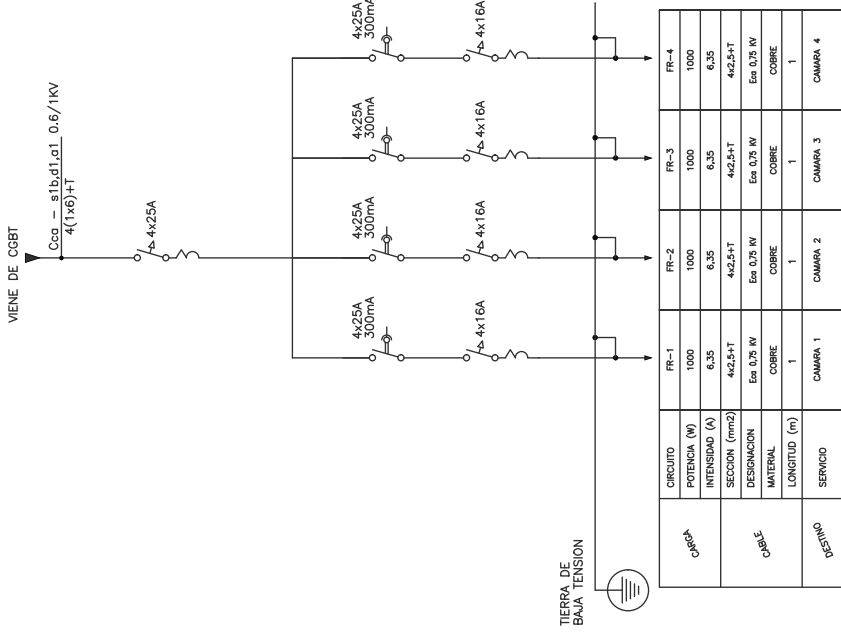 VIENE DE CGBT
Cca - s1b,d1,a1 0.6/1KV
4(1x6)+T
4x25A
4x25A
300mA
4x16A
4x25A
300mA
4x16A
4x25A
300mA
4x16A
4x25A
300mA
4x16A
TIERRA DE
BAJA TENSION
CARGA
CIRCUITO FR-1 FR-2 FR-3 FR-4
POTENCIA (W) 1000 1000 1000 1000
INTENSIDAD (A) 6,35 6,35 6,35 6,35
CABLE
SECCION (mm2) 4x2,5+T 4x2,5+T 4x2,5+T 4x2,5+T
DESIGNACION Eca 0,75 KV Eca 0,75 KV Eca 0,75 KV Eca 0,75 KV
MATERIAL COBRE COBRE COBRE COBRE
LONGITUD (m) 1 1 1 1
DESTINO
SERVICIO CAMARA 1 CAMARA 2 CAMARA 3 CAMARA 4